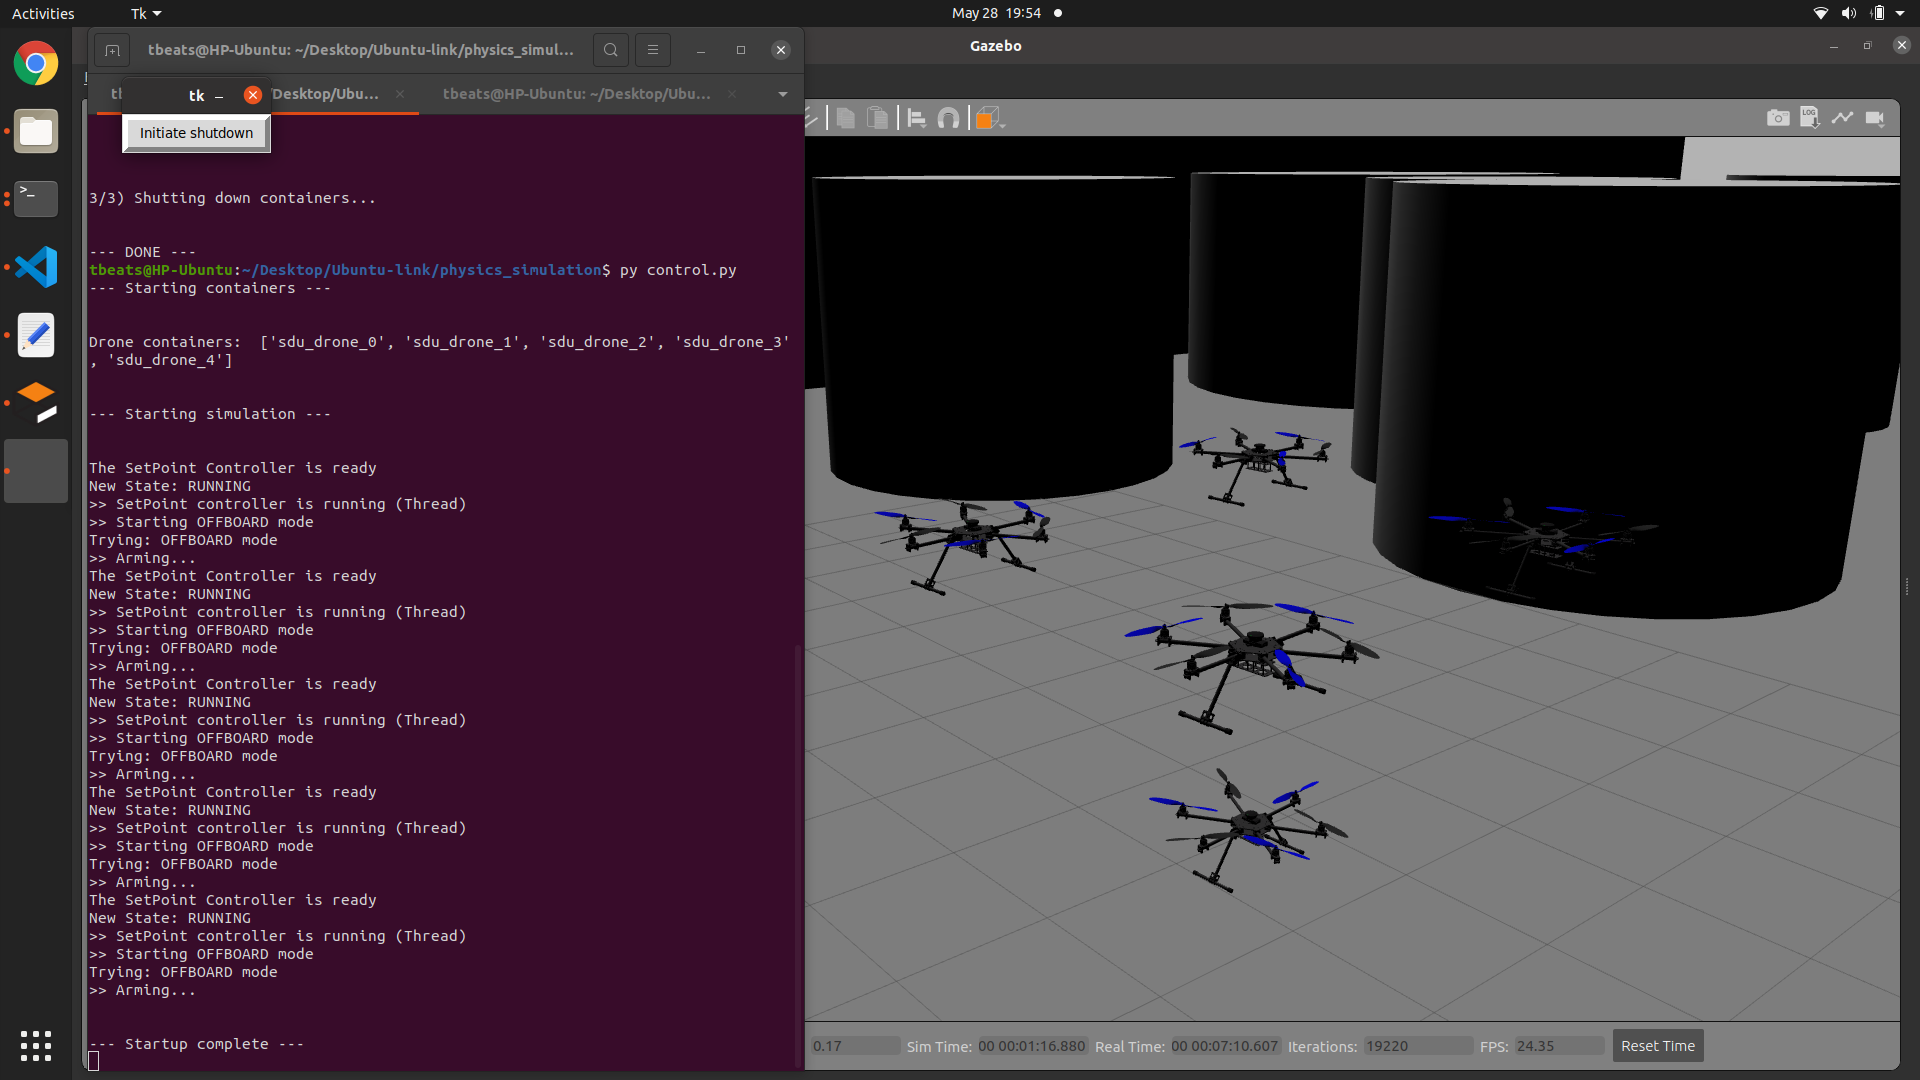 Activities
Tk
May 28 19:54
tbeats@HP-Ubuntu: ~/Desktop/Ubuntu-link/physics_simul...
Gazebo
tk
/Desktop/Ubu...
tbeats@HP-Ubuntu: ~/Desktop/Ubu...
Initiate shutdown
LOG
3/3) Shutting down containers...
--- DONE ---
tbeats@HP-Ubuntu:~/Desktop/Ubuntu-link/physics_simulation$ py control.py
--- Starting containers ---
Drone containers:  ['sdu_drone_0', 'sdu_drone_1', 'sdu_drone_2', 'sdu_drone_3'
, 'sdu_drone_4']
--- Starting simulation ---
The SetPoint Controller is ready
New State: RUNNING
>> SetPoint controller is running (Thread)
>> Starting OFFBOARD mode
Trying: OFFBOARD mode
>> Arming...
The SetPoint Controller is ready
New State: RUNNING
>> SetPoint controller is running (Thread)
>> Starting OFFBOARD mode
Trying: OFFBOARD mode
>> Arming...
The SetPoint Controller is ready
New State: RUNNING
>> SetPoint controller is running (Thread)
>> Starting OFFBOARD mode
Trying: OFFBOARD mode
>> Arming...
The SetPoint Controller is ready
New State: RUNNING
>> SetPoint controller is running (Thread)
>> Starting OFFBOARD mode
Trying: OFFBOARD mode
>> Arming...
The SetPoint Controller is ready
New State: RUNNING
>> SetPoint controller is running (Thread)
>> Starting OFFBOARD mode
Trying: OFFBOARD mode
>> Arming...
--- Startup complete ---
0.17 Sim Time: 00 00:01:16.880 Real Time: 00 00:07:10.607 Iterations: 19220 FPS: 24.35 Reset Time